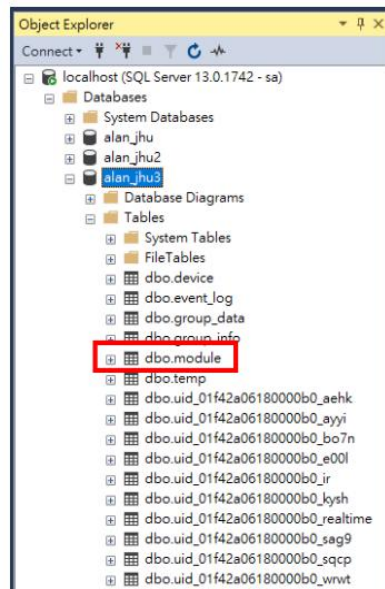 Object Explorer
Connect
localhost (SQL Server 13.0.1742 - sa)
Databases
System Databases
alan_jhu
alan_jhu2
alan_jhu3
Database Diagrams
Tables
System Tables
FileTables
dbo.device
dbo.event_log
dbo.group_data
dbo.group_info
dbo.module
dbo.temp
dbo.uid_01f42a06180000b0_aehk
dbo.uid_01f42a06180000b0_ayyi
dbo.uid_01f42a06180000b0_bo7n
dbo.uid_01f42a06180000b0_e00l
dbo.uid_01f42a06180000b0_ir
dbo.uid_01f42a06180000b0_kysh
dbo.uid_01f42a06180000b0_realtime
dbo.uid_01f42a06180000b0_sag9
dbo.uid_01f42a06180000b0_sqcp
dbo.uid_01f42a06180000b0_wrwt